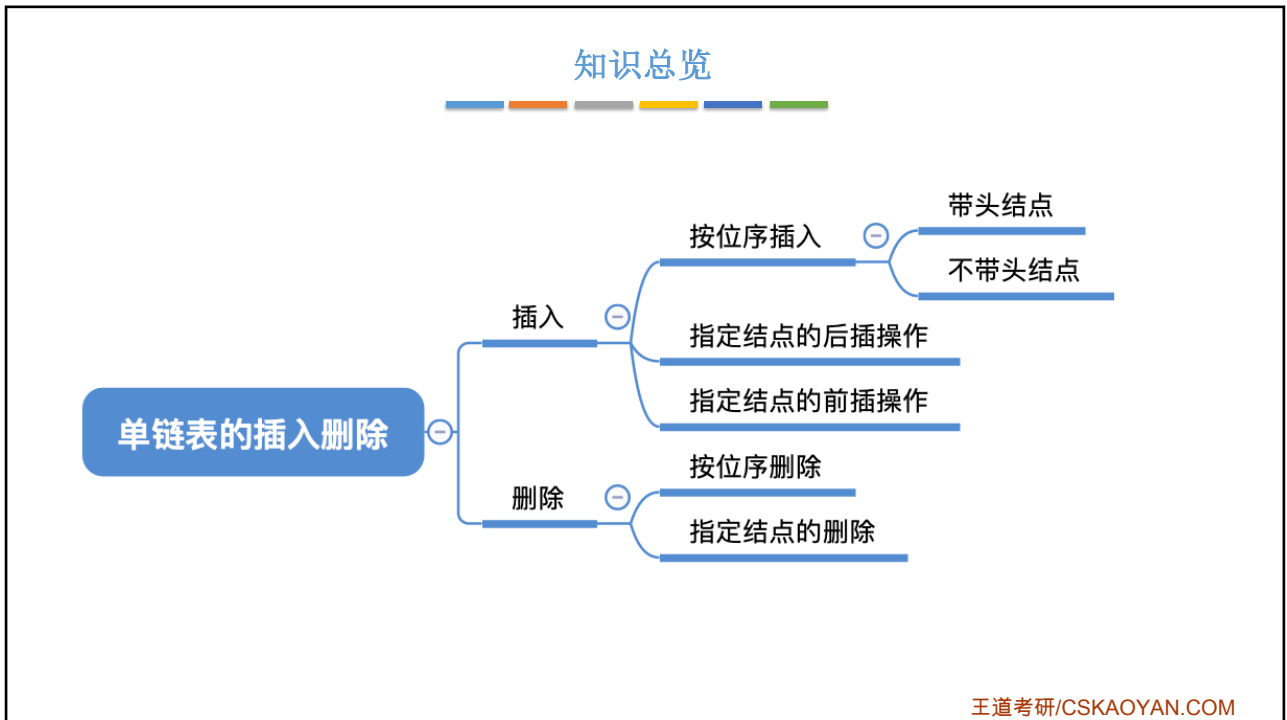 知识总览
单链表的插入删除
插入
按位序插入
带头结点
不带头结点
指定结点的后插操作
指定结点的前插操作
删除
按位序删除
指定结点的删除
王道考研/CSKAOYAN.COM